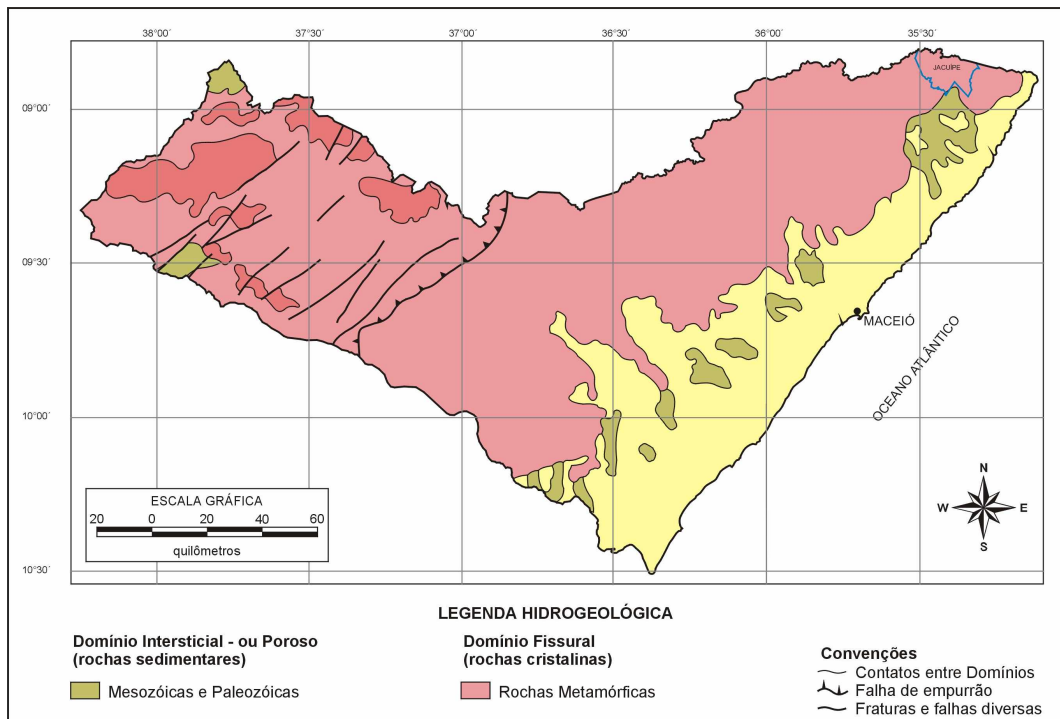 38°00´ 37°30´ 37°00´ 36°30´ 36°00´ 35°30´
JACUÍPE
09°00´
09°30´
MACEIÓ
OCEANO ATLÂNTICO
10°00´
N
W E
S
ESCALA GRÁFICA
20 0 20 40 60
quilômetros
10°30´
LEGENDA HIDROGEOLÓGICA
Domínio Intersticial - ou Poroso
(rochas sedimentares)
Mesozóicas e Paleozóicas
Domínio Fissural
(rochas cristalinas)
Rochas Metamórficas
Convenções
Contatos entre Domínios
Falha de empurrão
Fraturas e falhas diversas